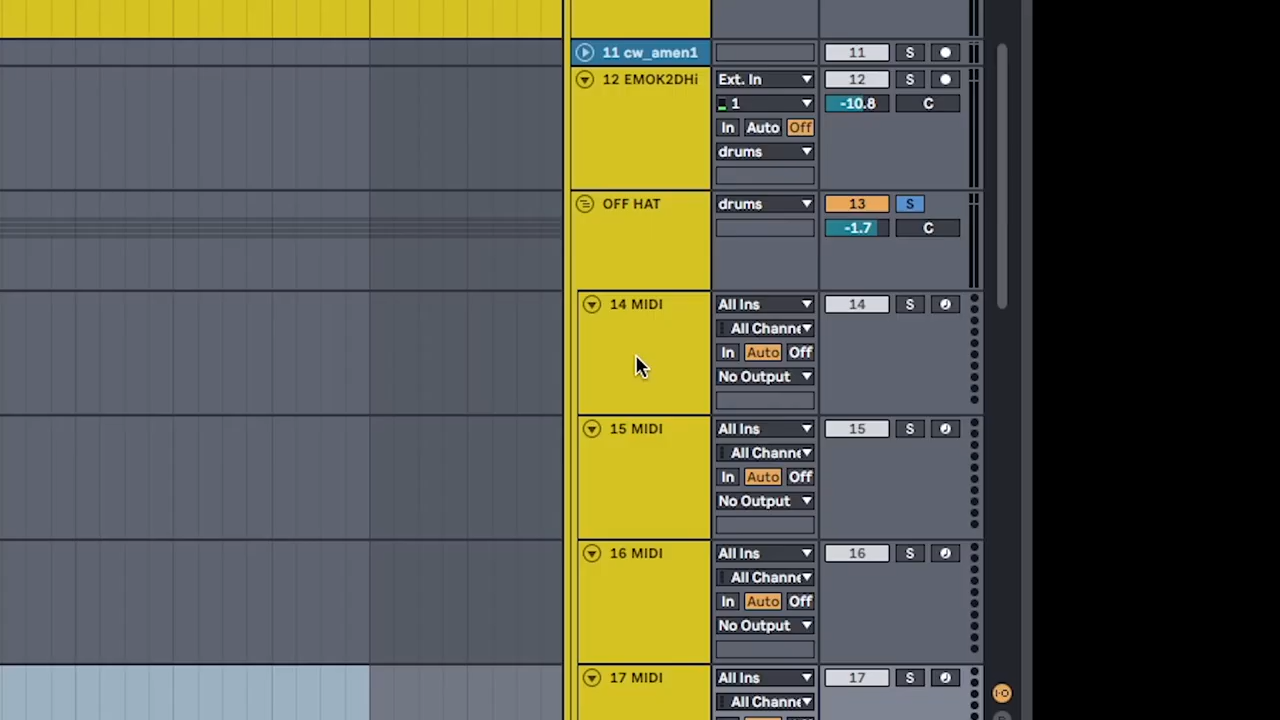 11 cw_amen1 11 S
12 EMOK2DHi Ext. In 12 S
1 -10.8 C
In Auto Off
drums
OFF HAT drums 13 S
-1.7 C
14 MIDI All Ins 14 S
All Channe
In Auto Off
No Output
15 MIDI All Ins 15 S
All Channe
In Auto Off
No Output
16 MIDI All Ins 16 S
All Channe
In Auto Off
No Output
17 MIDI All Ins 17 S
All Channe
I·O